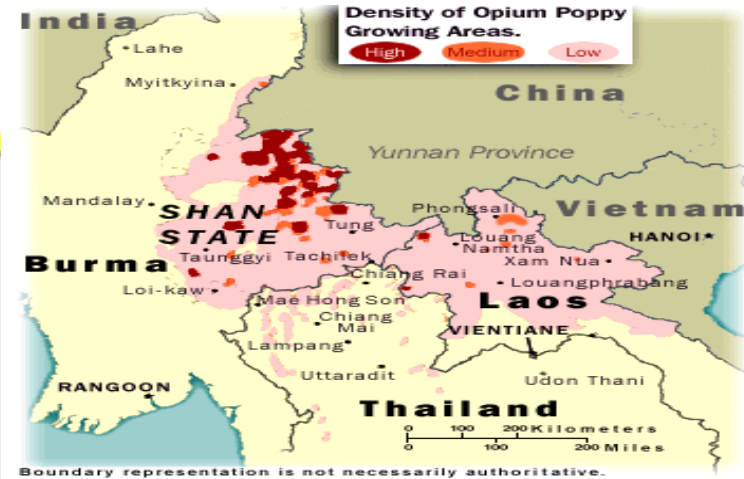 Density of Opium Poppy
Growing Areas.
High Medium Low
India
Lahe
Myitkyina
China
Yunnan Province
Mandalay
SHAN
STATE
Phongsali
Vietnam
Tung
Louang
Namtha
HANOI
Burma
Taunggyi
Tachilek
Xam Nua
Chiang Rai
Louangphrabang
Loi-kaw
Mae Hong Son
Laos
Chiang
Mai
VIENTIANE
Lampang
Uttaradit
Udon Thani
RANGOON
Thailand
0 100 200 Kilometers
0 100 200 Miles
Boundary representation is not necessarily authoritative.